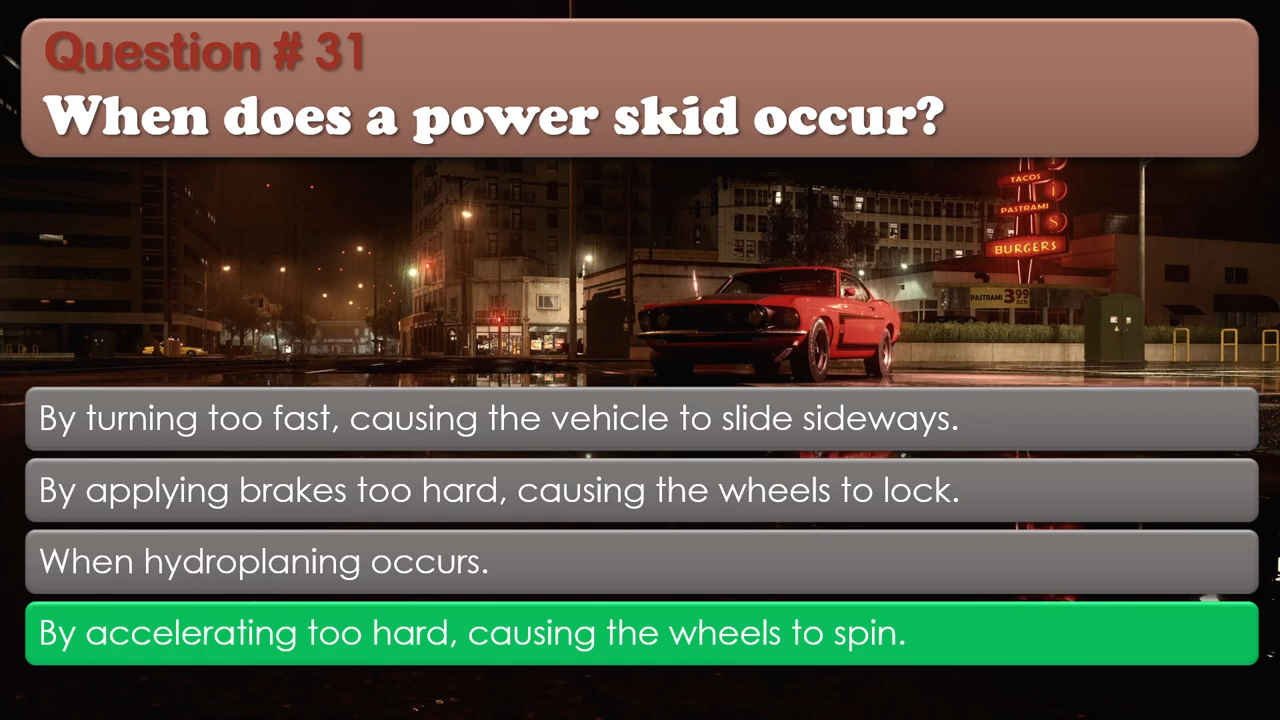 Question # 31
When does a power skid occur?
TACOS
PASTRAMI
BURGERS
PASTRAMI 3.99
By turning too fast, causing the vehicle to slide sideways.
By applying brakes too hard, causing the wheels to lock.
When hydroplaning occurs.
By accelerating too hard, causing the wheels to spin.